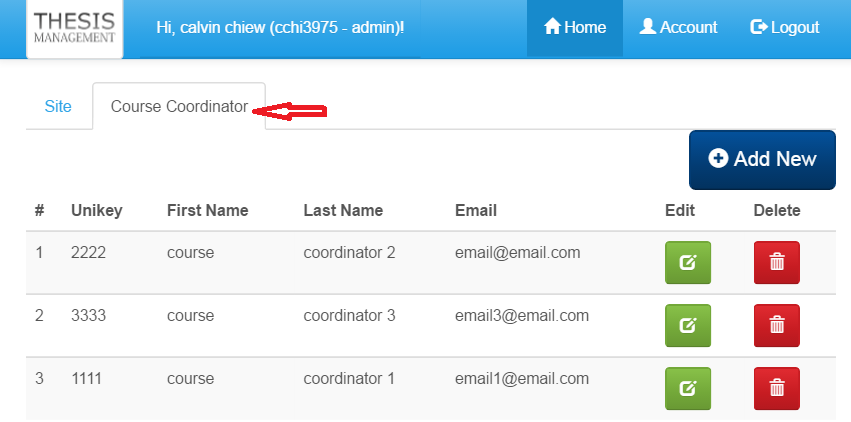 THESIS
MANAGEMENT
Hi, calvin chiew (cchi3975 - admin)!
Home
Account
Logout
Site
Course Coordinator
Add New
# Unikey First Name Last Name Email Edit Delete
1 2222 course coordinator 2 email@email.com
2 3333 course coordinator 3 email3@email.com
3 1111 course coordinator 1 email1@email.com